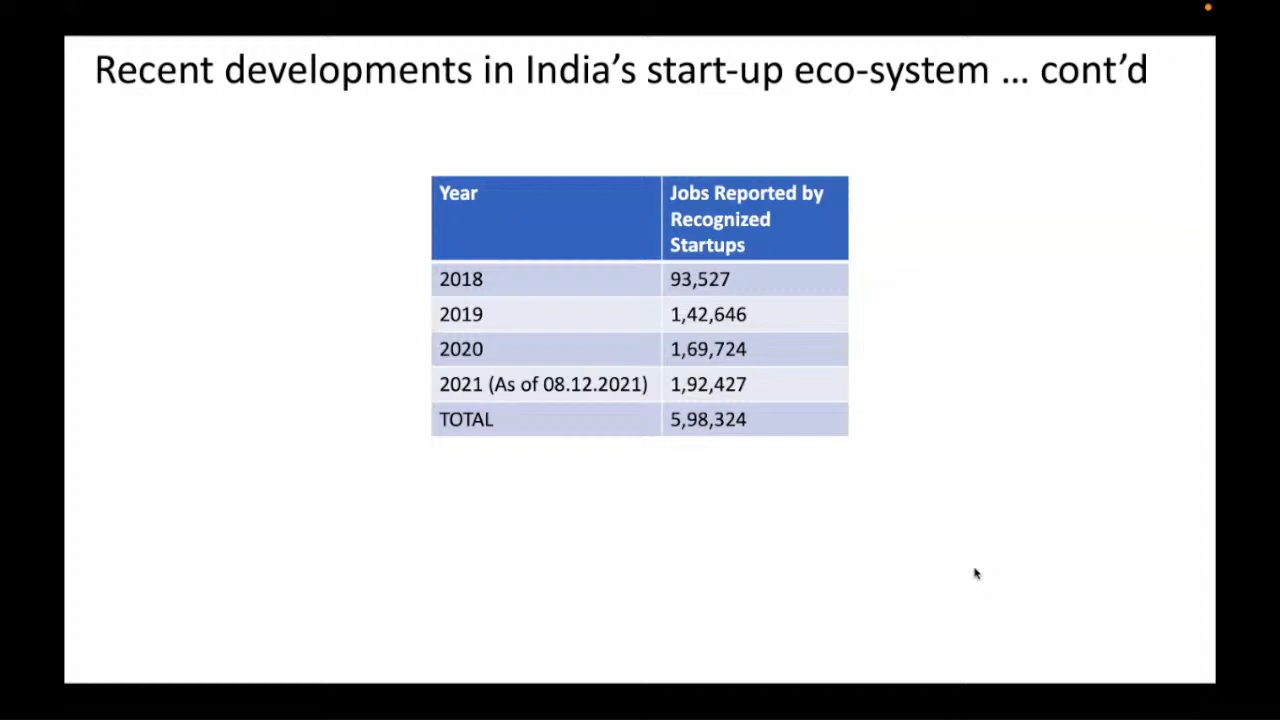 Recent developments in India’s start-up eco-system ... cont’d
Year
Jobs Reported by
Recognized
Startups
2018 93,527
2019 1,42,646
2020 1,69,724
2021 (As of 08.12.2021) 1,92,427
TOTAL 5,98,324